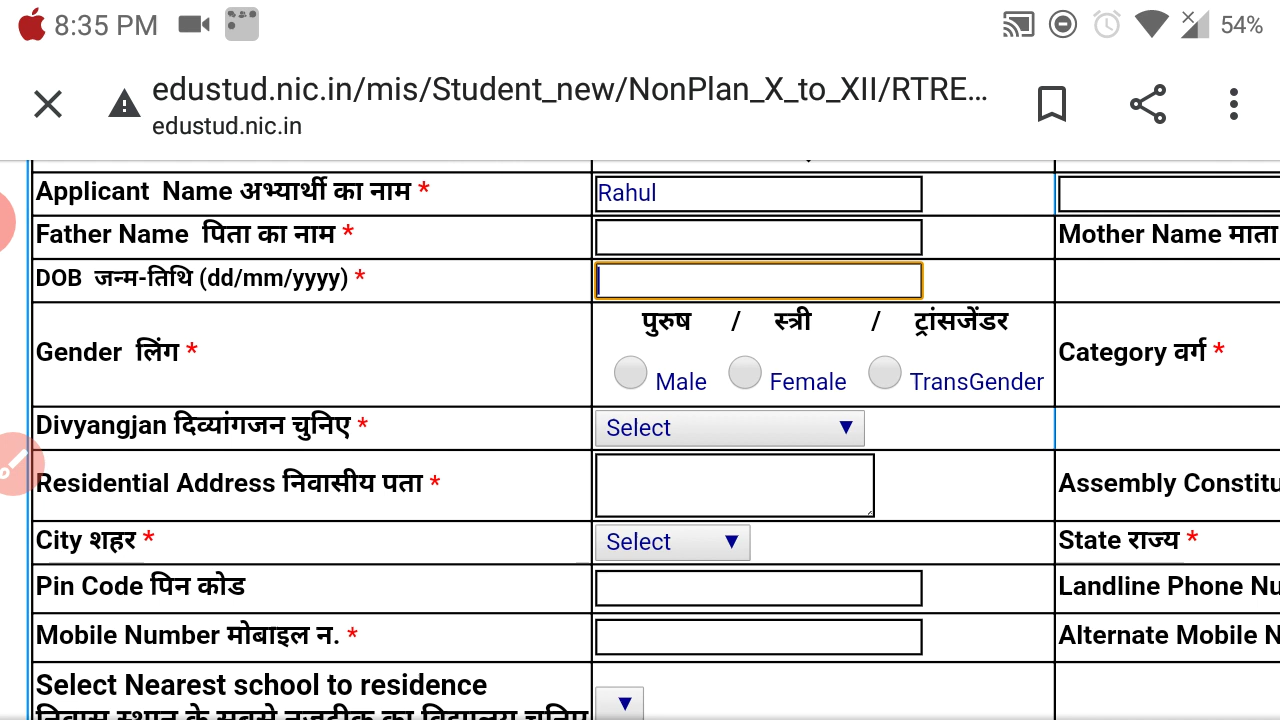 8:35 PM
54%
edustud.nic.in/mis/Student_new/NonPlan_X_to_XII/RTRE...
edustud.nic.in
Applicant Name अभ्यार्थी का नाम * Rahul
Father Name पिता का नाम * Mother Name माता
DOB जन्म-तिथि (dd/mm/yyyy) *
पुरुष / स्त्री / ट्रांसजेंडर
Gender लिंग * Male Female TransGender Category वर्ग *
Divyangjan दिव्यांगजन चुनिए * Select ▼
Residential Address निवासीय पता * Assembly Constitu
City शहर * Select ▼ State राज्य *
Pin Code पिन कोड Landline Phone Nu
Mobile Number मोबाइल न. * Alternate Mobile N
Select Nearest school to residence ▼
निवास स्थान के सबसे नजदीक का विद्यालय चुनिए